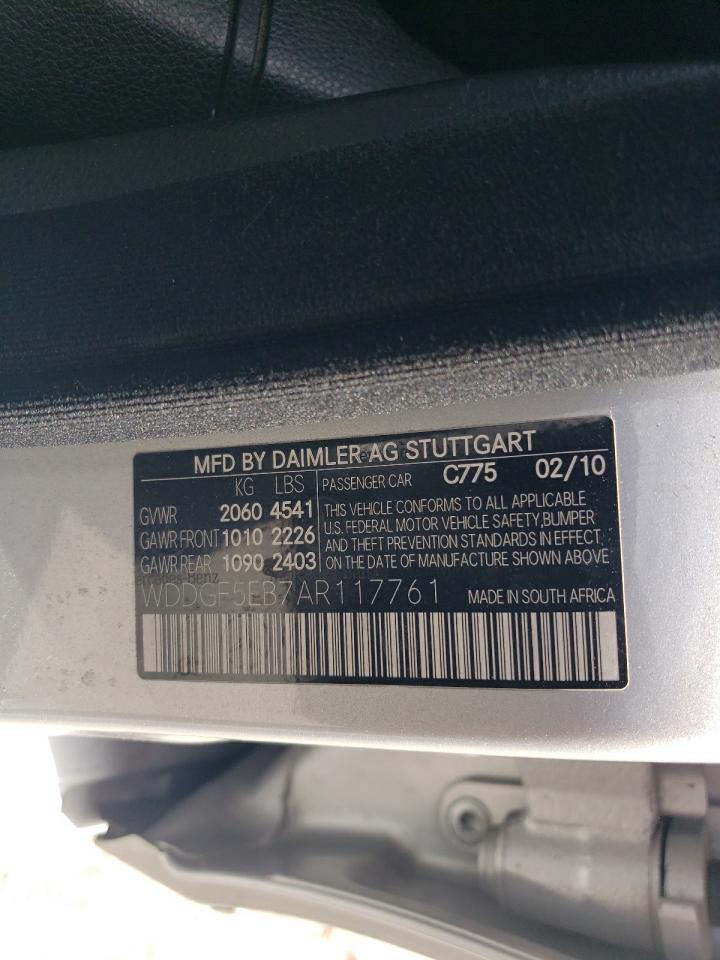 MFD BY DAIMLER AG STUTTGART
KG LBS PASSENGER CAR C775 02/10
GVWR 2060 4541 THIS VEHICLE CONFORMS TO ALL APPLICABLE
U.S. FEDERAL MOTOR VEHICLE SAFETY,BUMPER
GAWR FRONT 1010 2226 AND THEFT PREVENTION STANDARDS IN EFFECT
GAWR REAR 1090 2403 ON THE DATE OF MANUFACTURE SHOWN ABOVE
Mercedes-Benz
WDDGF5EB7AR117761 MADE IN SOUTH AFRICA